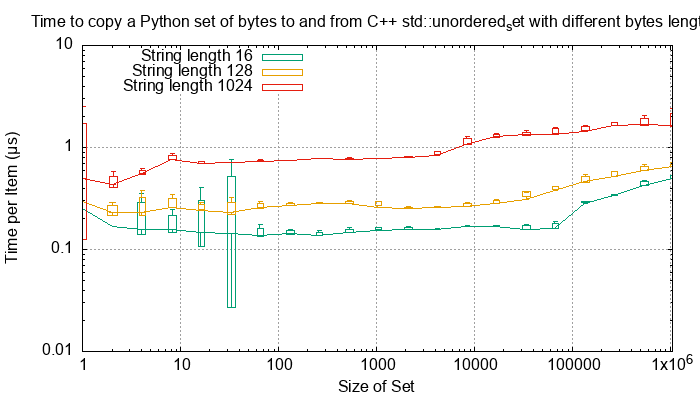 Time to copy a Python set of bytes to and from C++ std::unordered_set with different bytes lengt
10
1
0.1
0.01
Time per Item (µs)
String length 16
String length 128
String length 1024
1 10 100 1000 10000 100000 1x10^6
Size of Set